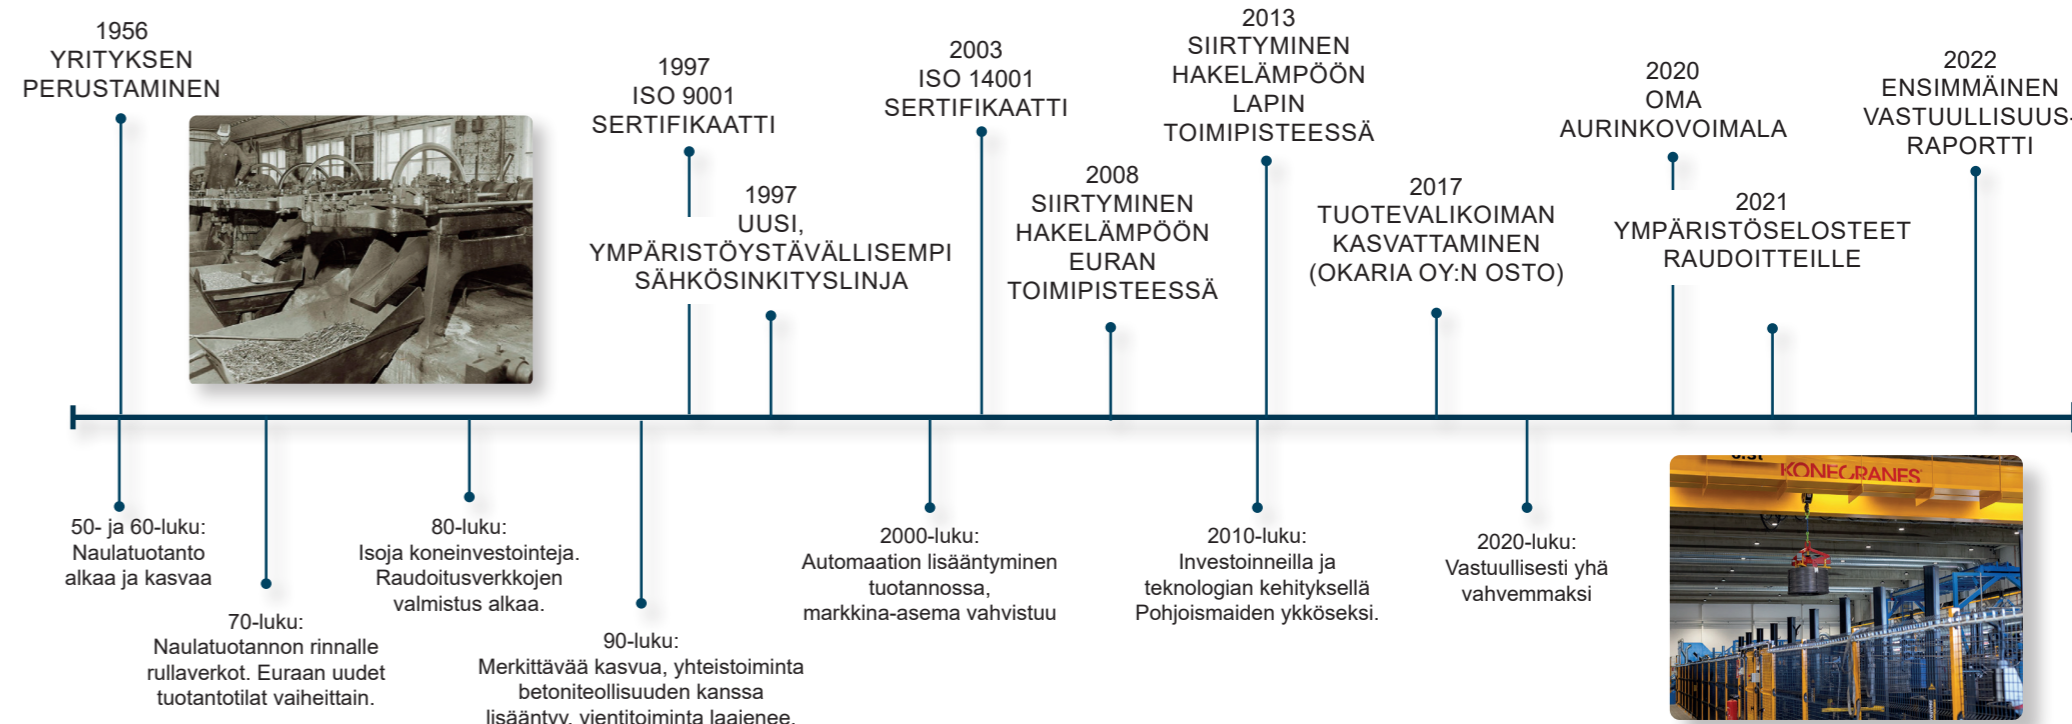 1956
YRITYKSEN
PERUSTAMINEN
1997
ISO 9001
SERTIFIKAATTI
1997
UUSI,
YMPÄRISTÖYSTÄVÄLLISEMPI
SÄHKÖSINKITYSLINJA
2003
ISO 14001
SERTIFIKAATTI
2008
SIIRTYMINEN
HAKELÄMPÖÖN
EURAN
TOIMIPISTEESSÄ
2013
SIIRTYMINEN
HAKELÄMPÖÖN
LAPIN
TOIMIPISTEESSÄ
2017
TUOTEVALIKOIMAN
KASVATTAMINEN
(OKARIA OY:N OSTO)
2020
OMA
AURINKOVOIMALA
2021
YMPÄRISTÖSELOSTEET
RAUDOITTEILLE
2022
ENSIMMÄINEN
VASTUULLISUUS-
RAPORTTI
50- ja 60-luku:
Naulatuotanto
alkaa ja kasvaa
70-luku:
Naulatuotannon rinnalle
rullaverkot. Euraan uudet
tuotantotilat vaiheittain.
80-luku:
Isoja koneinvestointeja.
Raudoitusverkkojen
valmistus alkaa.
90-luku:
Merkittävää kasvua, yhteistoiminta
betoniteollisuuden kanssa
lisääntyy, vientitoiminta laajenee.
2000-luku:
Automaation lisääntyminen
tuotannossa,
markkina-asema vahvistuu
2010-luku:
Investoinneilla ja
teknologian kehityksellä
Pohjoismaiden ykköseksi.
2020-luku:
Vastuullisesti yhä
vahvemmaksi
KONECRANES